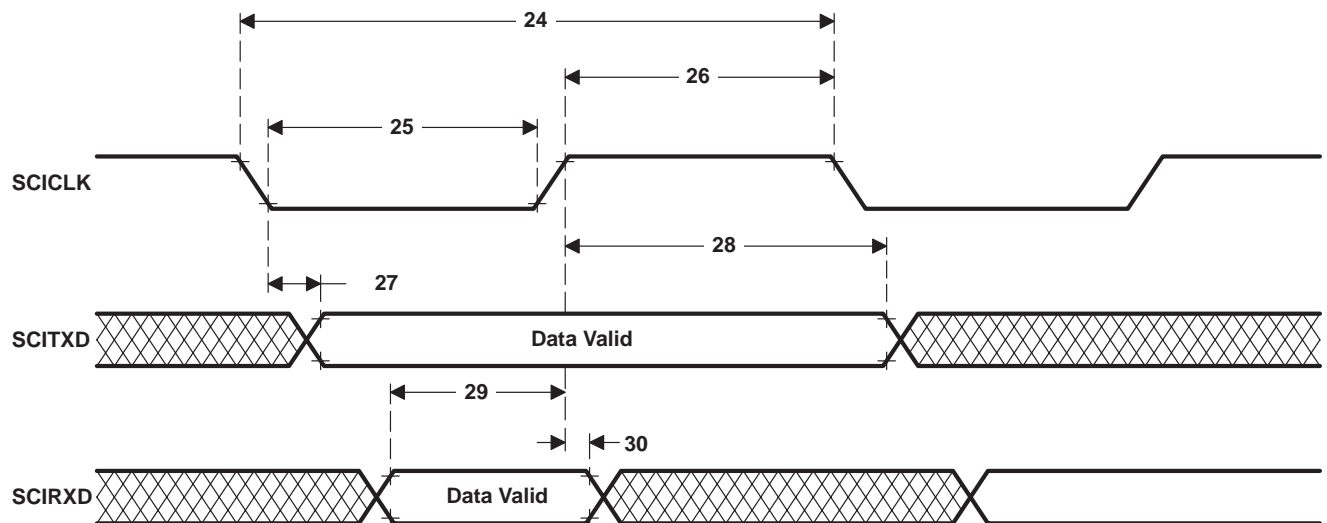 24
26
25
SCICLK
28
27
SCITXD
Data Valid
29
30
SCIRXD
Data Valid